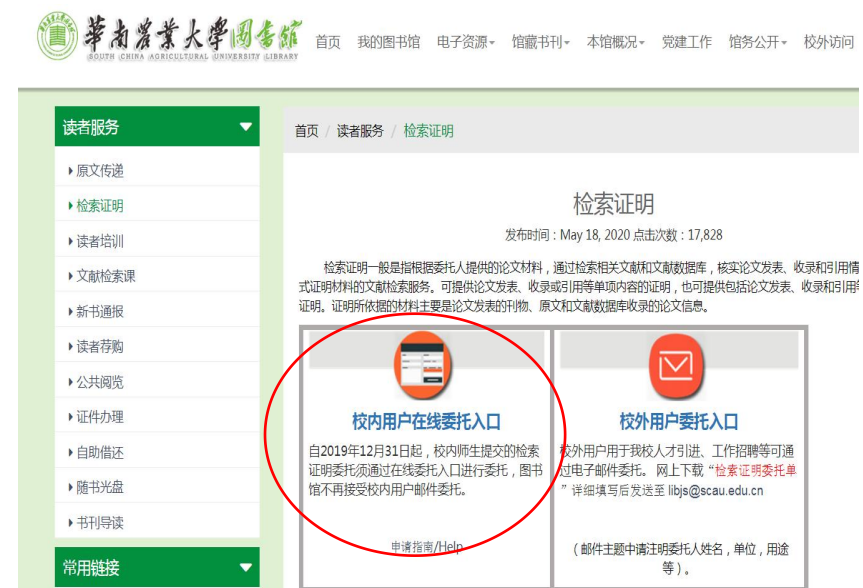 華南農業大學圖書館
SOUTH CHINA AGRICULTURAL UNIVERSITY LIBRARY
首页 我的图书馆 电子资源 馆藏书刊 本馆概况 党建工作 馆务公开 校外访问
读者服务
原文传递
检索证明
读者培训
文献检索课
新书通报
读者荐购
公共阅览
证件办理
自助借还
随书光盘
书刊导读
常用链接
首页 / 读者服务 / 检索证明
检索证明
发布时间:May 18, 2020 点击次数:17,828
检索证明一般是指根据委托人提供的论文材料,通过检索相关文献和文献数据库,核实论文发表、收录和引用情
式证明材料的文献检索服务。可提供论文发表、收录或引用等单项内容的证明,也可提供包括论文发表、收录和引用等
证明。证明所依据的材料主要是论文发表的刊物、原文和文献数据库收录的论文信息。
校内用户在线委托入口
自2019年12月31日起,校内师生提交的检索
证明委托须通过在线委托入口进行委托,图书
馆不再接受校内用户邮件委托。
申请指南/Help
校外用户委托入口
校外用户用于我校人才引进、工作招聘等可通
过电子邮件委托。 网上下载“检索证明委托单
”详细填写后发送至 libjs@scau.edu.cn
(邮件主题中请注明委托人姓名,单位,用途
等)。